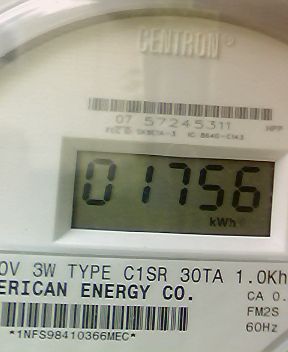 CENTRON®
07 57245311
01756
kWh
0V 3W TYPE C1SR 30TA 1.0Kh
ERICAN ENERGY CO.
CA 0.
FM2S
60Hz
*1NFS98410366MEC*